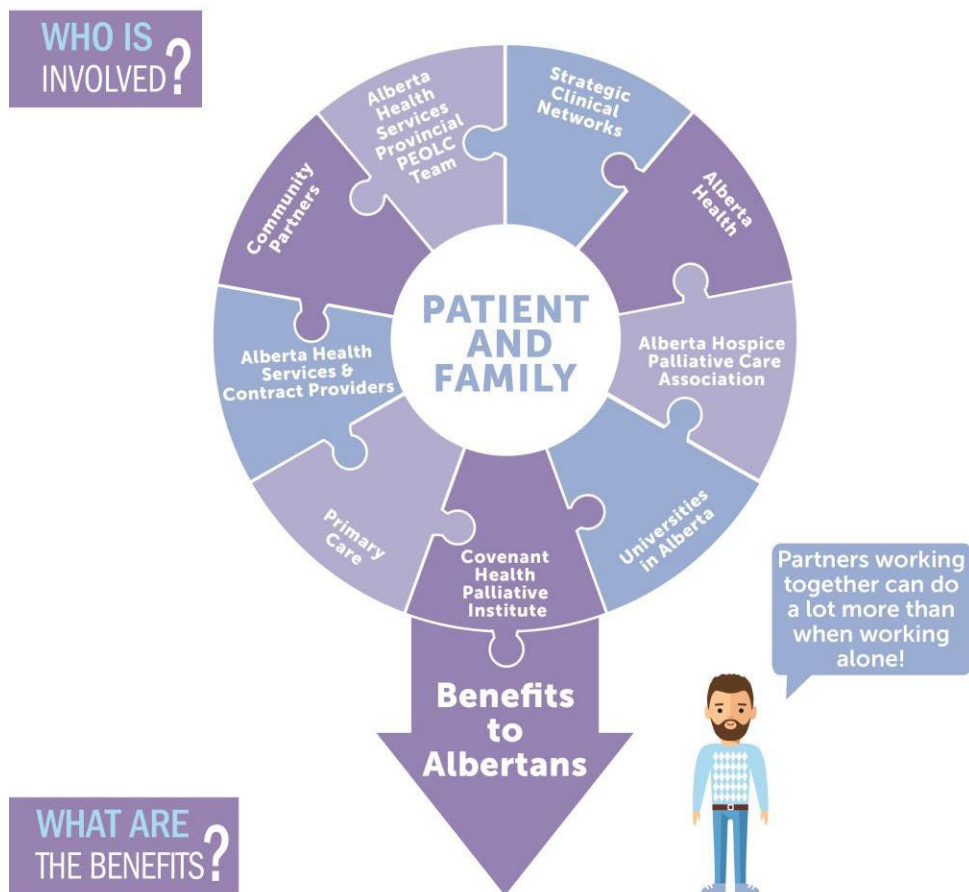 WHO IS
INVOLVED?
Alberta
Health
Services
Provincial
PEOLC
Team
Strategic
Clinical
Networks
Alberta
Health
Alberta Hospice
Palliative Care
Association
Universities
in Alberta
Covenant
Health
Palliative
Institute
Primary
Care
Alberta Health
Services &
Contract Providers
Community
Partners
PATIENT
AND
FAMILY
Benefits
to
Albertans
Partners working
together can do
a lot more than
when working
alone!
WHAT ARE
THE BENEFITS?